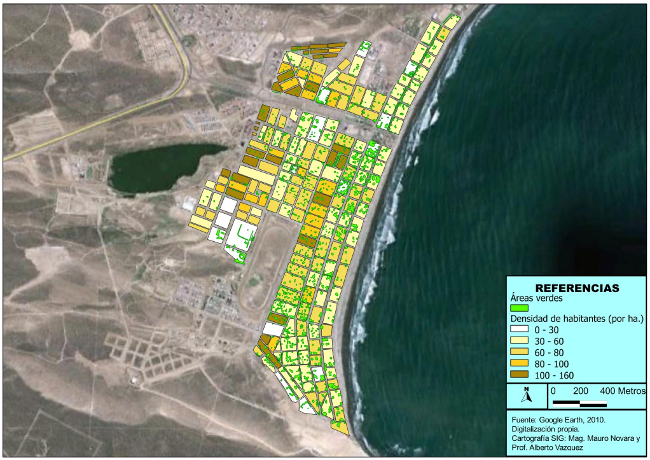 REFERENCIAS
Áreas verdes
Densidad de habitantes (por ha.)
0 - 30
30 - 60
60 - 80
80 - 100
100 - 160
N
0 200 400 Metros
Fuente: Google Earth, 2010.
Digitalización propia.
Cartografía SIG: Mag. Mauro Novara y
Prof. Alberto Vazquez